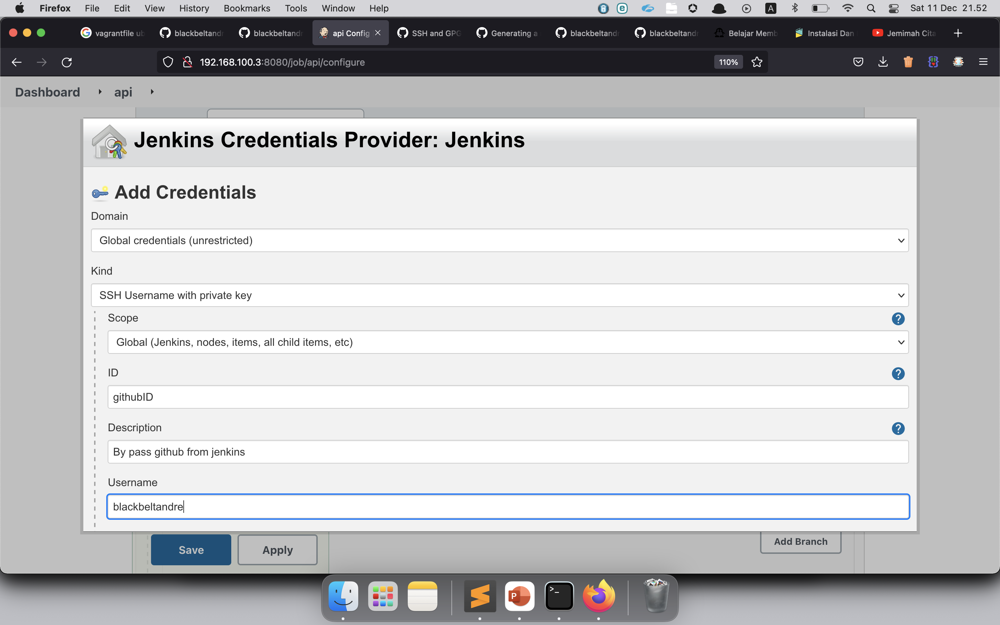 Firefox File Edit View History Bookmarks Tools Window Help A Sat 11 Dec 21.52
vagrantfile ub blackbeltandr blackbeltandr api Config SSH and GPG Generating a blackbeltandr blackbeltandr Belajar Memb Instalasi Dan Jemimah Cita
192.168.100.3:8080/job/api/configure 110%
Dashboard api
Jenkins Credentials Provider: Jenkins
Add Credentials
Domain
Global credentials (unrestricted)
Kind
SSH Username with private key
Scope ?
Global (Jenkins, nodes, items, all child items, etc)
ID ?
githubID
Description ?
By pass github from jenkins
Username
blackbeltandre
Save Apply Add Branch